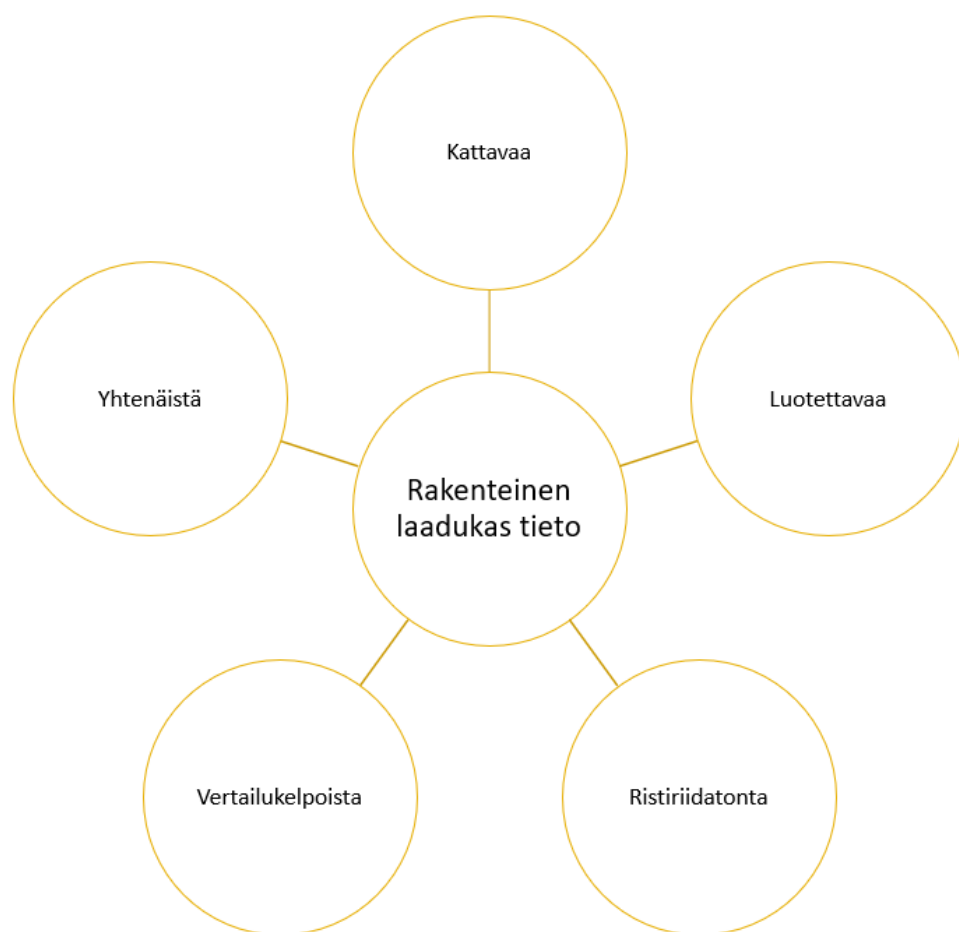 Kattavaa
Yhtenäistä
Luotettavaa
Rakenteinen
laadukas tieto
Vertailukelpoista
Ristiriidatonta